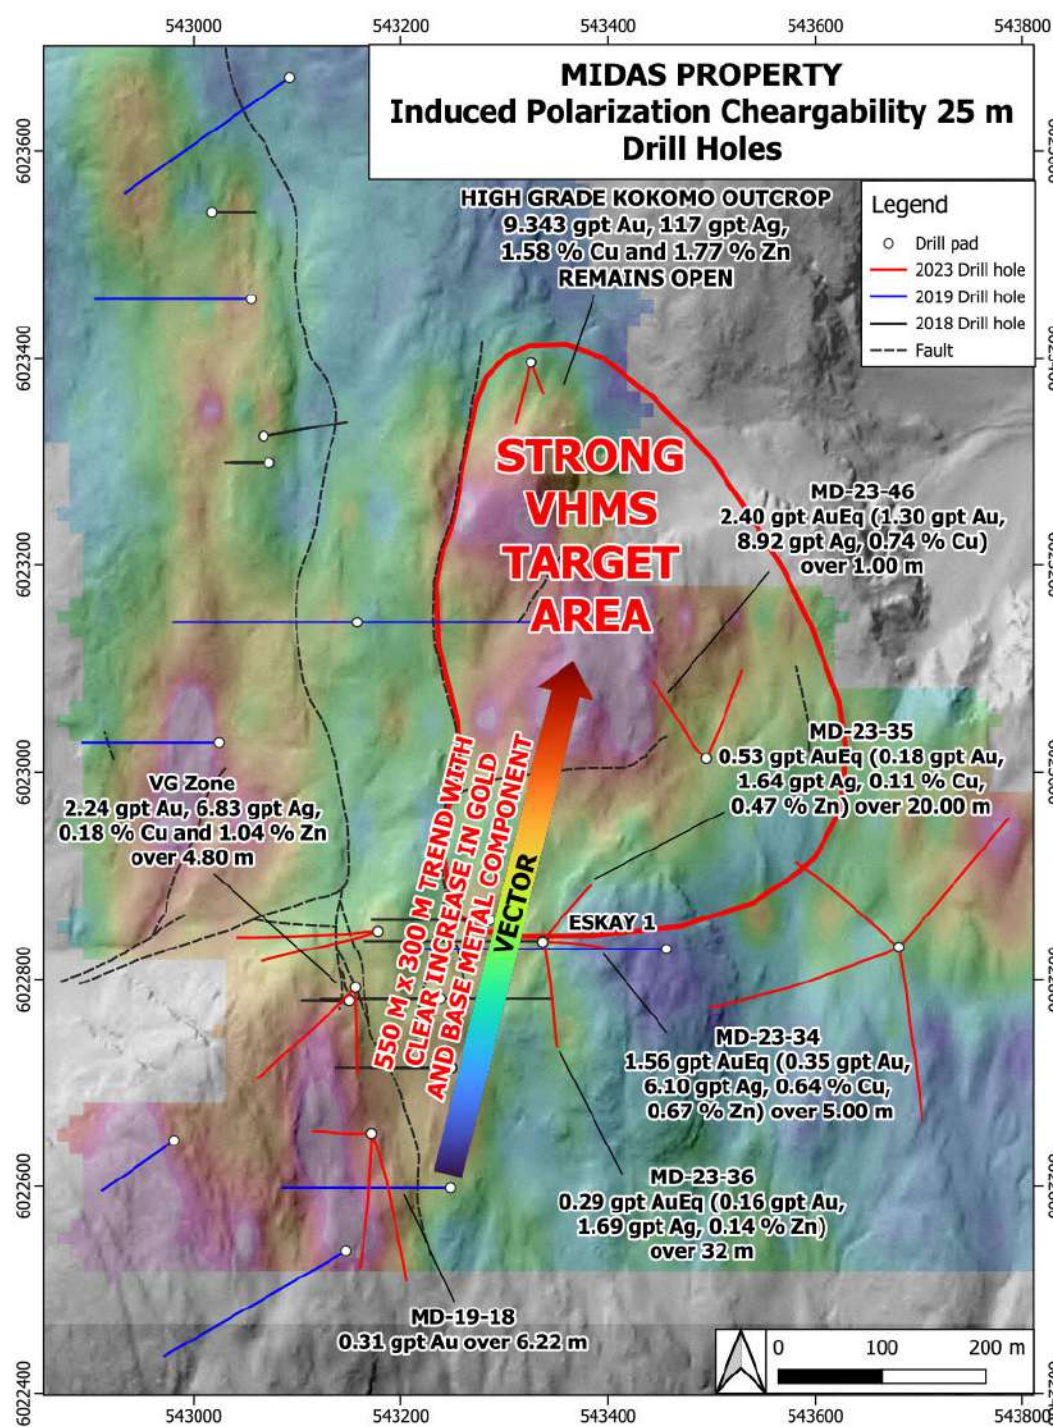 543000 543200 543400 543600 543800
MIDAS PROPERTY
Induced Polarization Cheargability 25 m
Drill Holes
HIGH GRADE KOKOMO OUTCROP
9.343 gpt Au, 117 gpt Ag,
1.58 % Cu and 1.77 % Zn
REMAINS OPEN
Legend
Drill pad
2023 Drill hole
2019 Drill hole
2018 Drill hole
Fault
6023600
6023400
6023200
6023000
6022800
6022600
6022400
STRONG
VHMS
TARGET
AREA
MD-23-46
2.40 gpt AuEq (1.30 gpt Au,
8.92 gpt Ag, 0.74 % Cu)
over 1.00 m
MD-23-35
0.53 gpt AuEq (0.18 gpt Au,
1.64 gpt Ag, 0.11 % Cu,
0.47 % Zn) over 20.00 m
VG Zone
2.24 gpt Au, 6.83 gpt Ag,
0.18 % Cu and 1.04 % Zn
over 4.80 m
550 M x 300 M TREND WITH
CLEAR INCREASE IN GOLD
AND BASE METAL COMPONENT
VECTOR
ESKAY 1
MD-23-34
1.56 gpt AuEq (0.35 gpt Au,
6.10 gpt Ag, 0.64 % Cu,
0.67 % Zn) over 5.00 m
MD-23-36
0.29 gpt AuEq (0.16 gpt Au,
1.69 gpt Ag, 0.14 % Zn)
over 32 m
MD-19-18
0.31 gpt Au over 6.22 m
0 100 200 m
543000 543200 543400 543600 543800